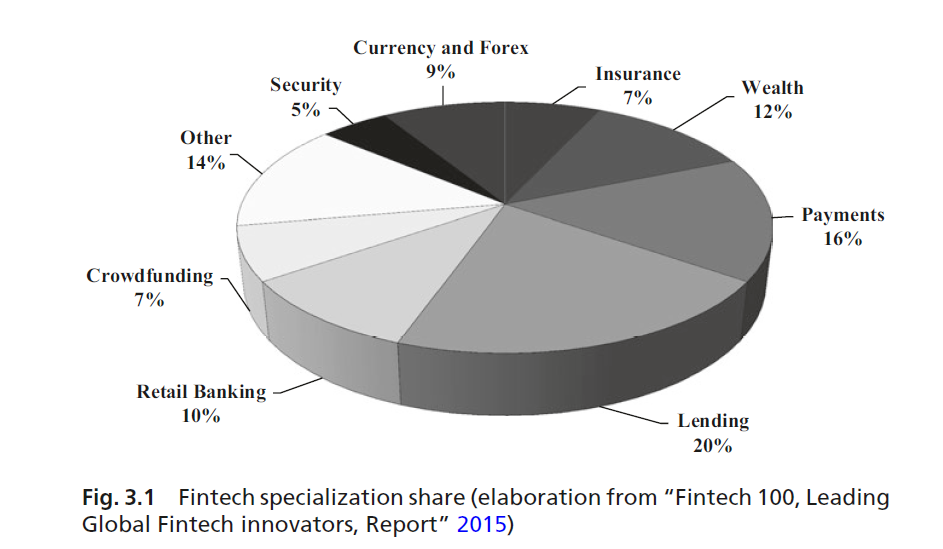 Currency and Forex
9%
Insurance
7%
Wealth
12%
Security
5%
Other
14%
Payments
16%
Crowdfunding
7%
Retail Banking
10%
Lending
20%
Fig. 3.1 Fintech specialization share (elaboration from “Fintech 100, Leading
Global Fintech innovators, Report” 2015)